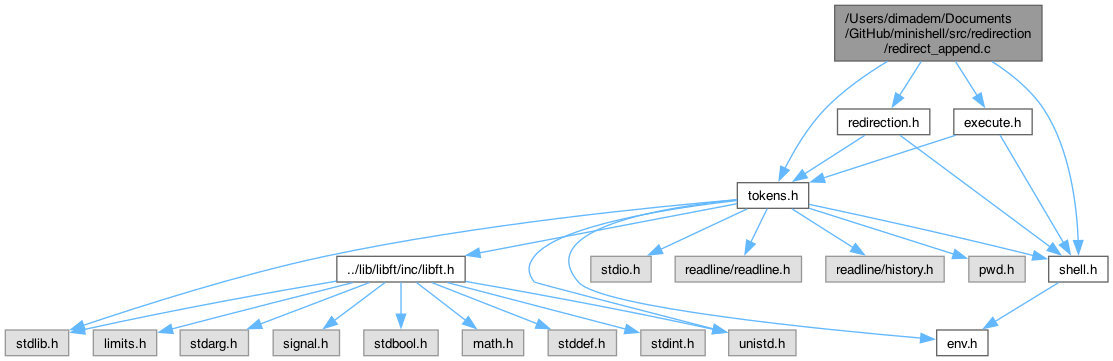 /Users/dimadem/Documents
/GitHub/minishell/src/redirection
/redirect_append.c
redirection.h
execute.h
tokens.h
../lib/libft/inc/libft.h
stdio.h
readline/readline.h
readline/history.h
pwd.h
shell.h
stdlib.h
limits.h
stdarg.h
signal.h
stdbool.h
math.h
stddef.h
stdint.h
unistd.h
env.h